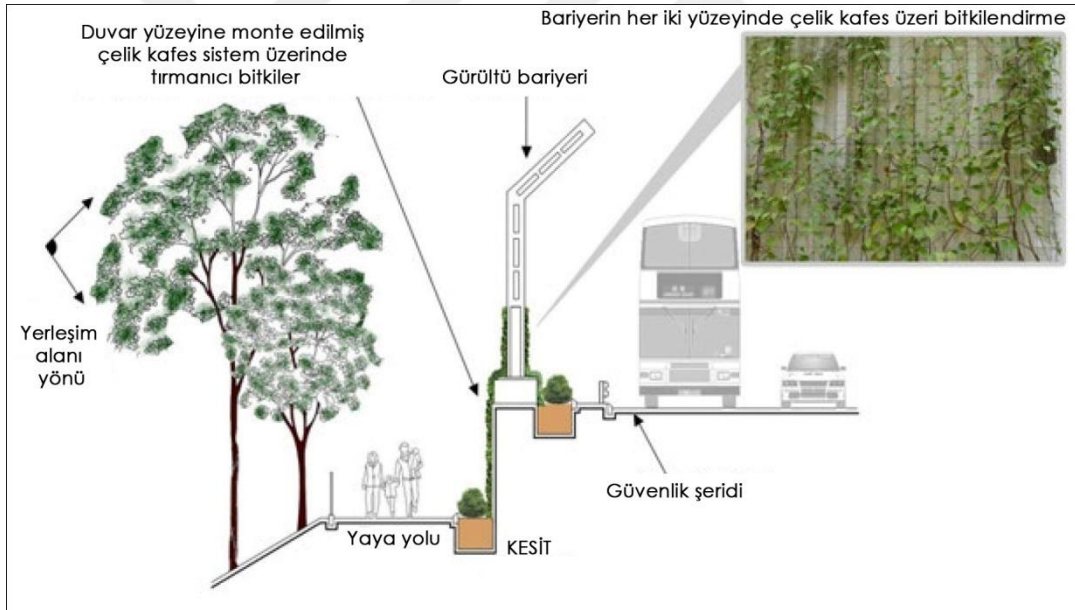 Bariyerin her iki yüzeyinde çelik kafes üzeri bitkilendirme
Duvar yüzeyine monte edilmiş
çelik kafes sistem üzerinde
tırmanıcı bitkiler
Gürültü bariyeri
Yerleşim
alanı
yönü
Güvenlik şeridi
Yaya yolu
KESİT